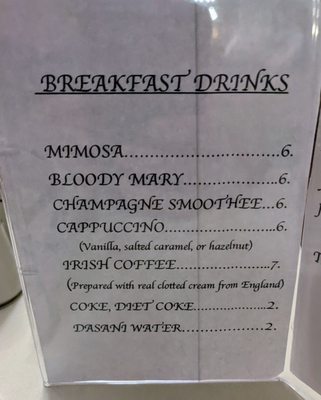 BREAKFAST DRINKS
MIMOSA..............................6.
BLOODY MARY..................6.
CHAMPAGNE SMOOTHEE...6.
CAPPUCCINO.....................6.
(Vanilla, salted caramel, or hazelnut)
IRISH COFFEE...................7.
(Prepared with real clotted cream from England)
COKE, DIET COKE...................2.
DASANI WATER..................2.